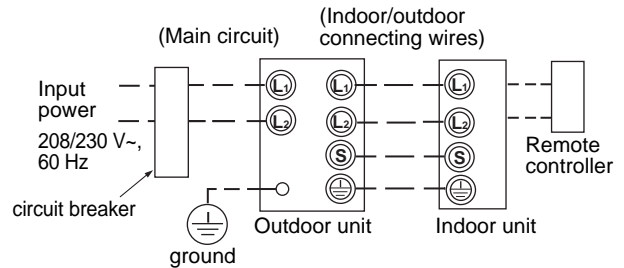 (Main circuit)
(Indoor/outdoor
connecting wires)
Input
power
208/230 V~,
60 Hz
circuit breaker
L1 L1 L1
L2 L2 L2
S S
Remote
controller
ground
Outdoor unit
Indoor unit